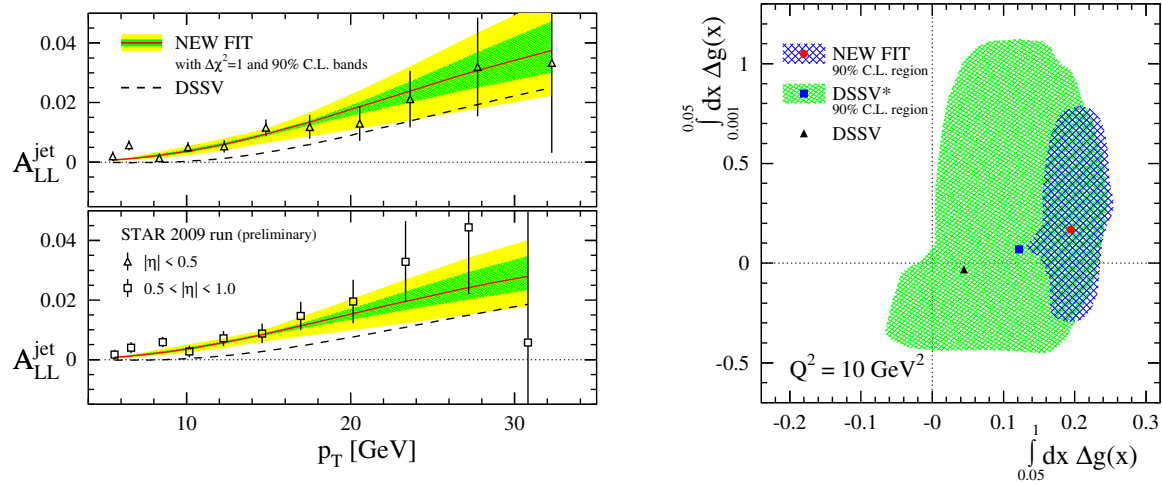 0.04
0.02
0
A_LL^jet
NEW FIT
with Δχ²=1 and 90% C.L. bands
DSSV
0.04
0.02
0
A_LL^jet
STAR 2009 run (preliminary)
|η| < 0.5
0.5 < |η| < 1.0
10 20 30
p_T [GeV]
∫_0.001^0.05 dx Δg(x)
1
0.5
0
-0.5
NEW FIT
90% C.L. region
DSSV*
90% C.L. region
DSSV
Q² = 10 GeV²
-0.2 -0.1 -0 0.1 0.2 0.3
∫_0.05^1 dx Δg(x)